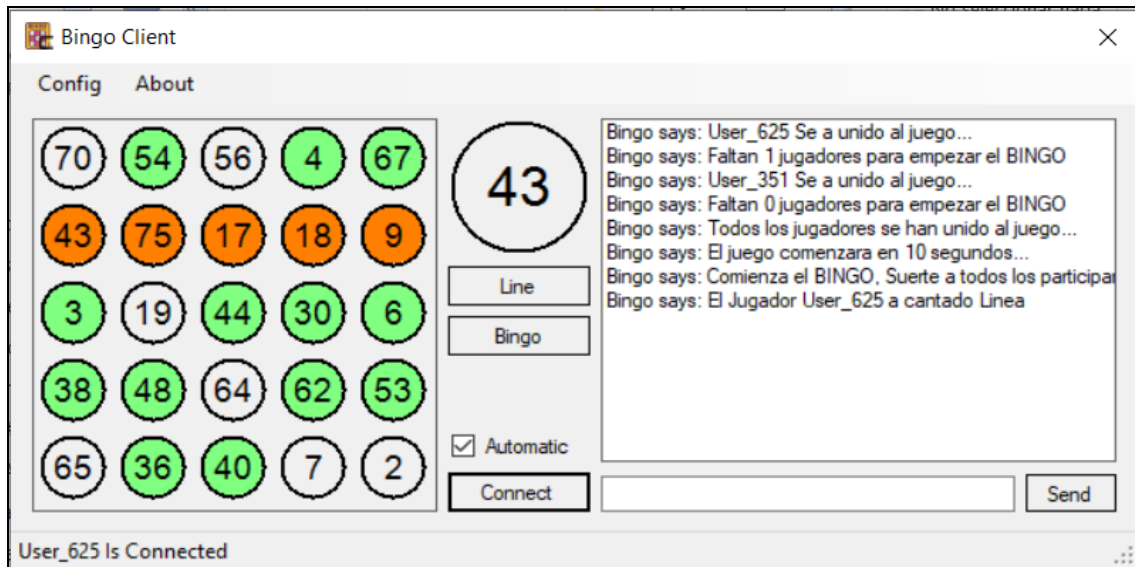 Bingo Client
Config About
70 54 56 4 67
43 75 17 18 9
3 19 44 30 6
38 48 64 62 53
65 36 40 7 2
43
Line
Bingo
Automatic
Connect
Bingo says: User_625 Se a unido al juego...
Bingo says: Faltan 1 jugadores para empezar el BINGO
Bingo says: User_351 Se a unido al juego...
Bingo says: Faltan 0 jugadores para empezar el BINGO
Bingo says: Todos los jugadores se han unido al juego...
Bingo says: El juego comenzara en 10 segundos...
Bingo says: Comienza el BINGO, Suerte a todos los participar
Bingo says: El Jugador User_625 a cantado Linea
Send
User_625 Is Connected